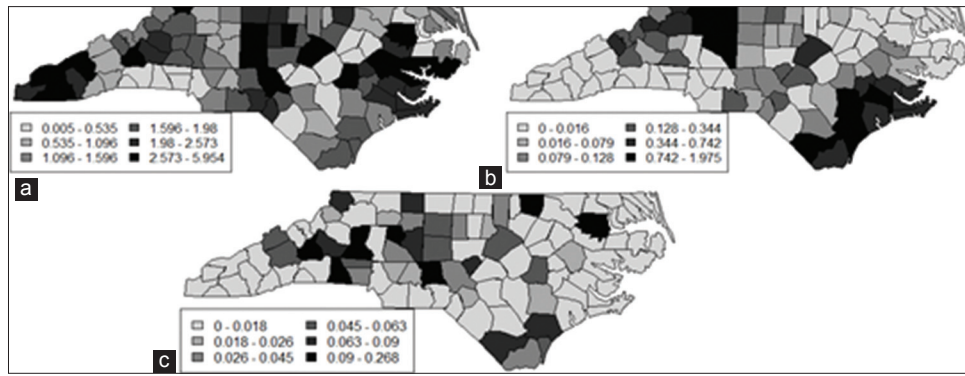 0.005 - 0.535 1.596 - 1.98
0.535 - 1.096 1.98 - 2.573
1.096 - 1.596 2.573 - 5.954
a
0 - 0.016 0.128 - 0.344
0.016 - 0.079 0.344 - 0.742
0.079 - 0.128 0.742 - 1.975
b
0 - 0.018 0.045 - 0.063
0.018 - 0.026 0.063 - 0.09
0.026 - 0.045 0.09 - 0.268
c